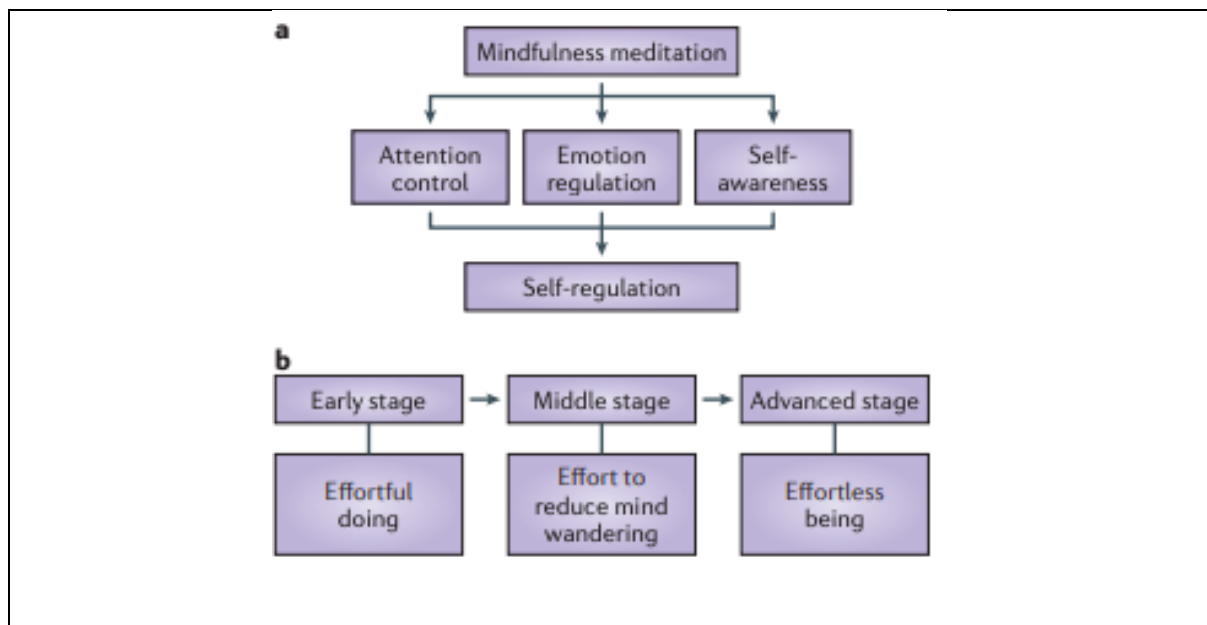 a
Mindfulness meditation
Attention
control
Emotion
regulation
Self-
awareness
Self-regulation
b
Early stage
Middle stage
Advanced stage
Effortful
doing
Effort to
reduce mind
wandering
Effortless
being